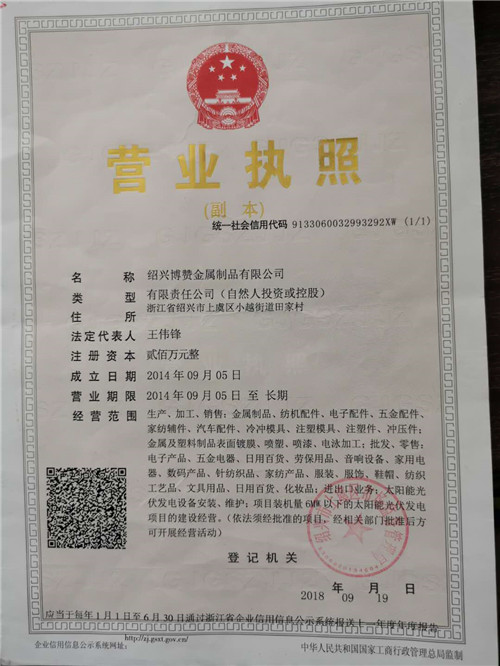 营业执照
(副 本)
统一社会信用代码 9133060032993292XW (1/1)
名 称 绍兴博赞金属制品有限公司
类 型 有限责任公司（自然人投资或控股）
住 所 浙江省绍兴市上虞区小越街道田家村
法定代表人 王伟锋
注册资本 贰佰万元整
成立日期 2014年09月05日
营业期限 2014年09月05日 至 长期
经营范围 生产、加工、销售：金属制品、纺机配件、电子配件、五金配件、
家纺辅件、汽车配件、冷冲模具、注塑模具、注塑件、冲压件；
金属及塑料制品表面镀膜、喷塑、喷漆、电泳加工；批发、零售：
电子产品、五金电器、日用百货、劳保用品、音响设备、家用电
器、数码产品、针纺织品、家纺产品、服装、服饰、鞋帽、纺织
工艺品、文具用品、日用百货、化妆品；进出口业务；太阳能光
伏发电设备安装、维护；项目装机量6MW以下的太阳能光伏发电
项目的建设经营。（依法须经批准的项目，经相关部门批准后方
可开展经营活动）
登记机关
年 月 日
2018 09 19
应当于每年1月1日至6月30日通过浙江省企业信用信息公示系统报送上一年度年度报告
http://zj.gsxt.gov.cn/
企业信用信息公示系统网址：
中华人民共和国国家工商行政管理总局监制